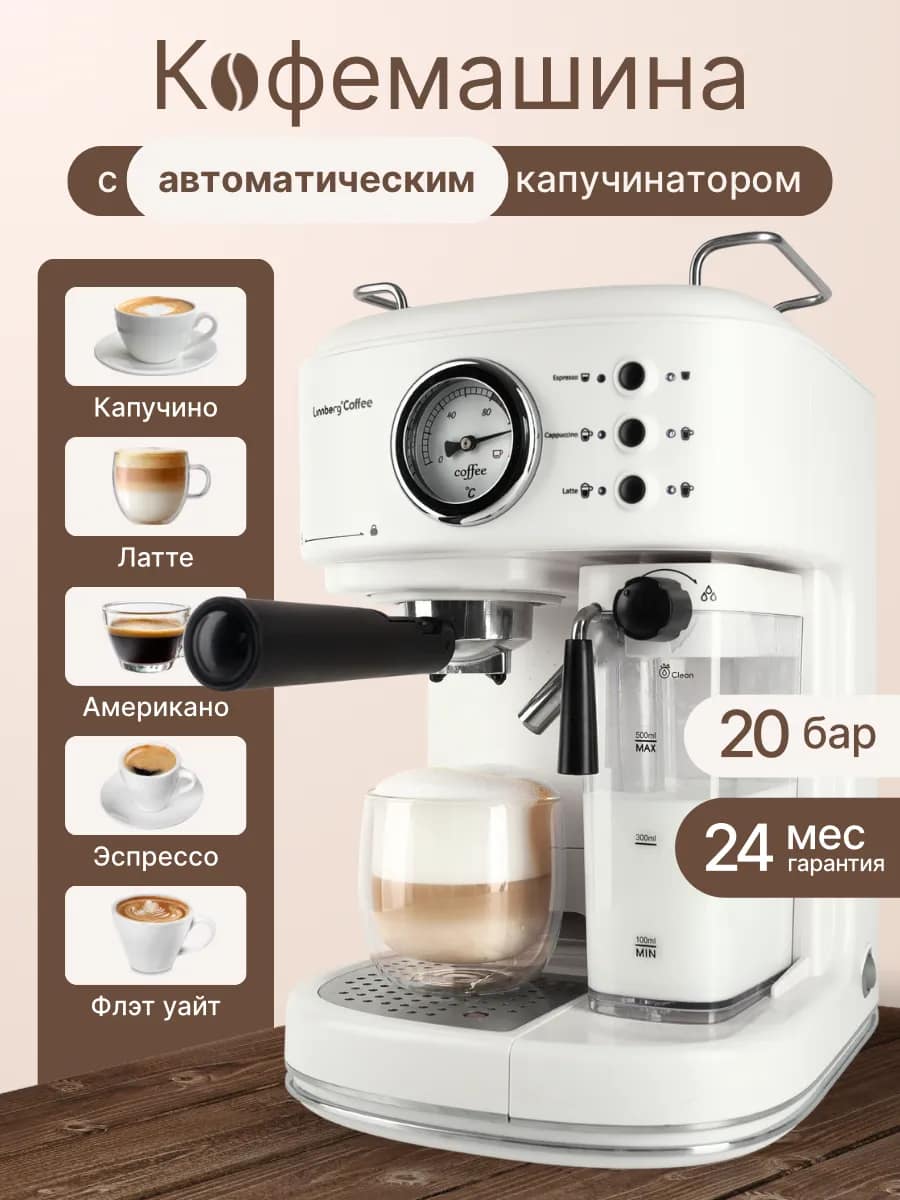 Кофемашина
с автоматическим капучинатором
Капучино
Латте
Американо
Эспрессо
Флэт уайт
Limberg°Coffee
0 40 80
coffee
°C
Espresso
Cappuccino
Latte
Clean
500ml
MAX
300ml
100ml
MIN
20 бар
24 мес
гарантия